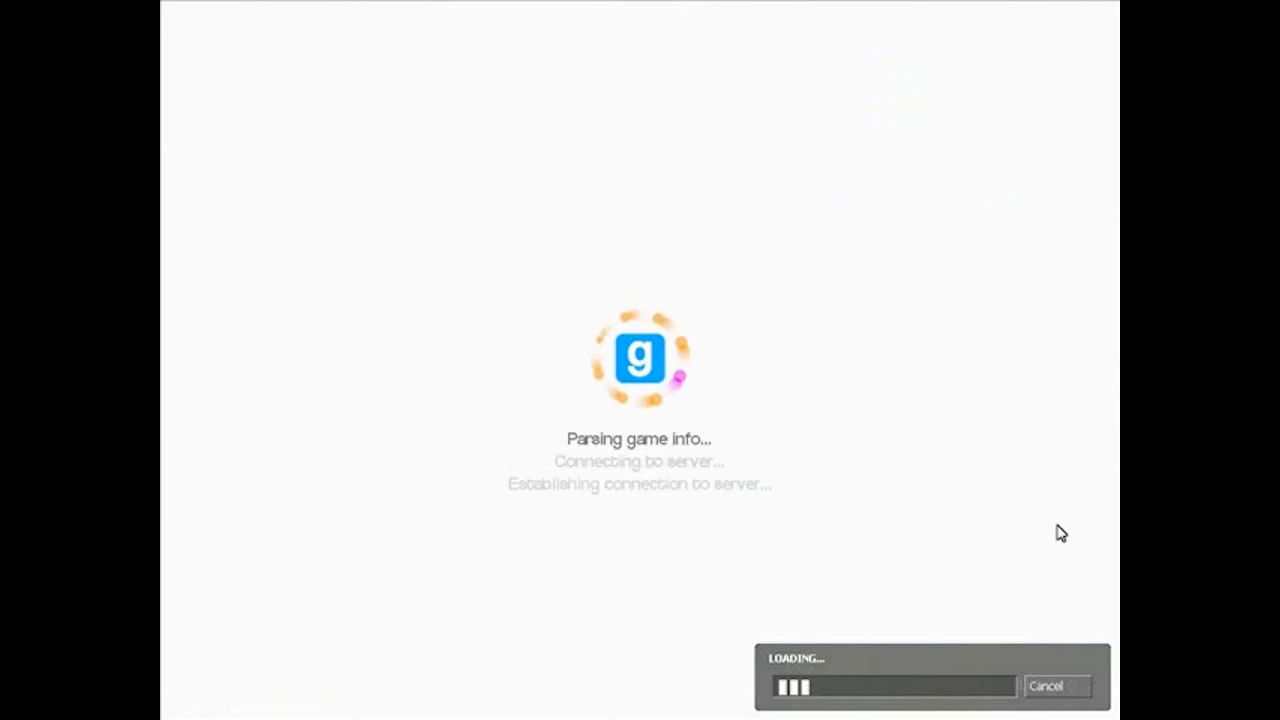 g
Parsing game info...
Connecting to server...
Establishing connection to server...
LOADING...
Cancel